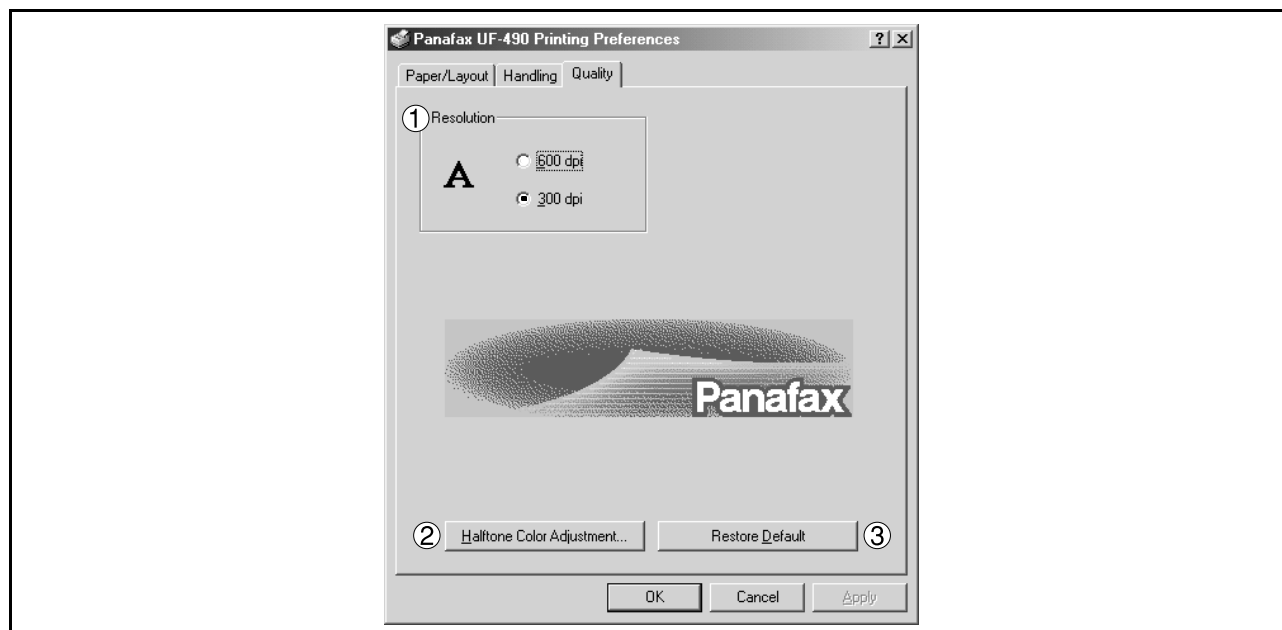 Panafax UF-490 Printing Preferences
? ×
Paper/Layout Handling Quality
① Resolution
A
600 dpi
300 dpi
Panafax
② Halftone Color Adjustment... Restore Default ③
OK Cancel Apply